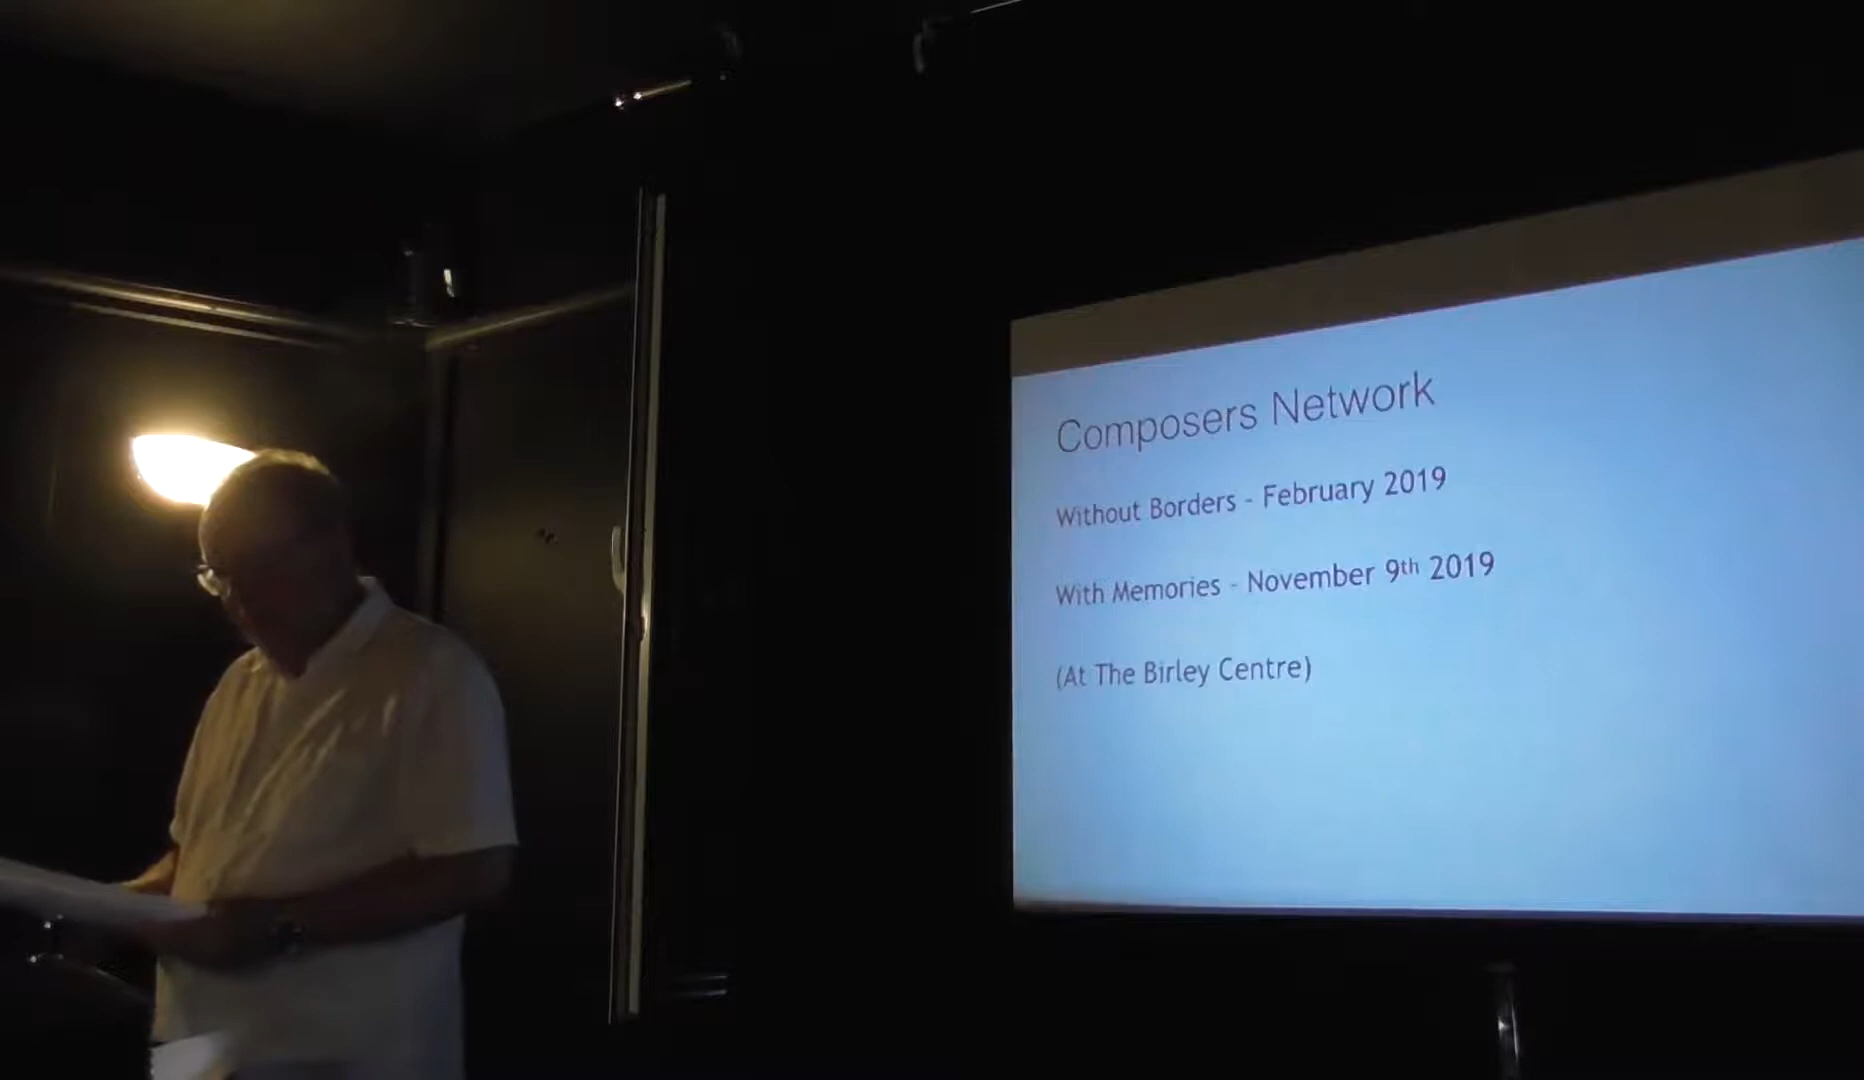 Composers Network
Without Borders - February 2019
With Memories - November 9th 2019
(At The Birley Centre)